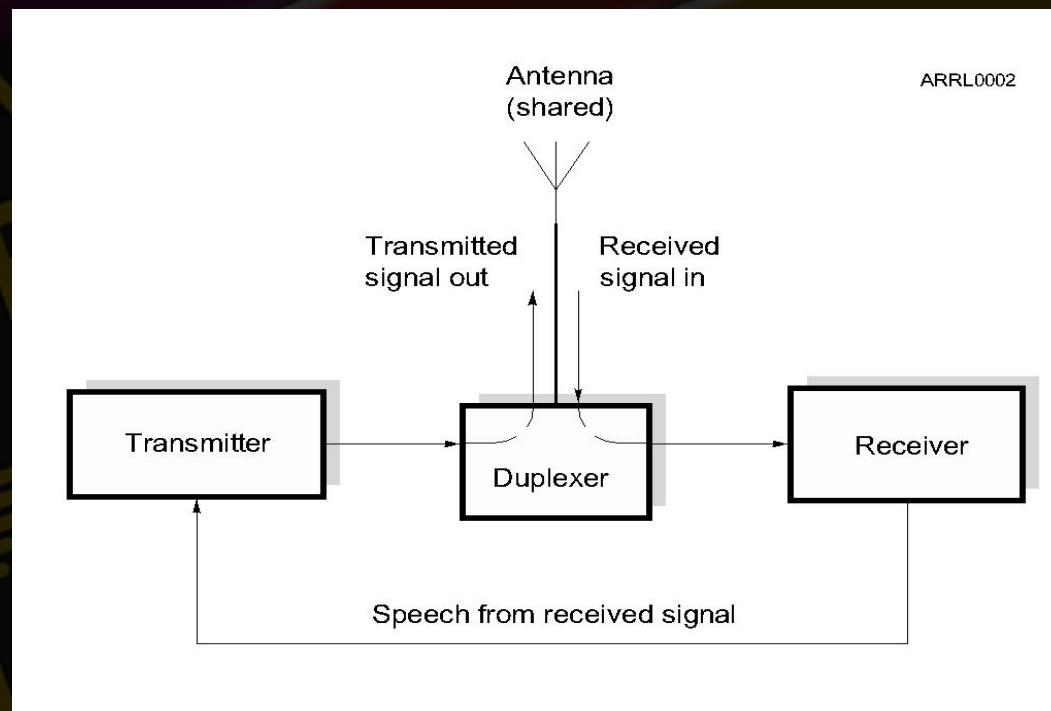 Antenna
(shared)
ARRL0002
Transmitted
signal out
Received
signal in
Transmitter
Duplexer
Receiver
Speech from received signal